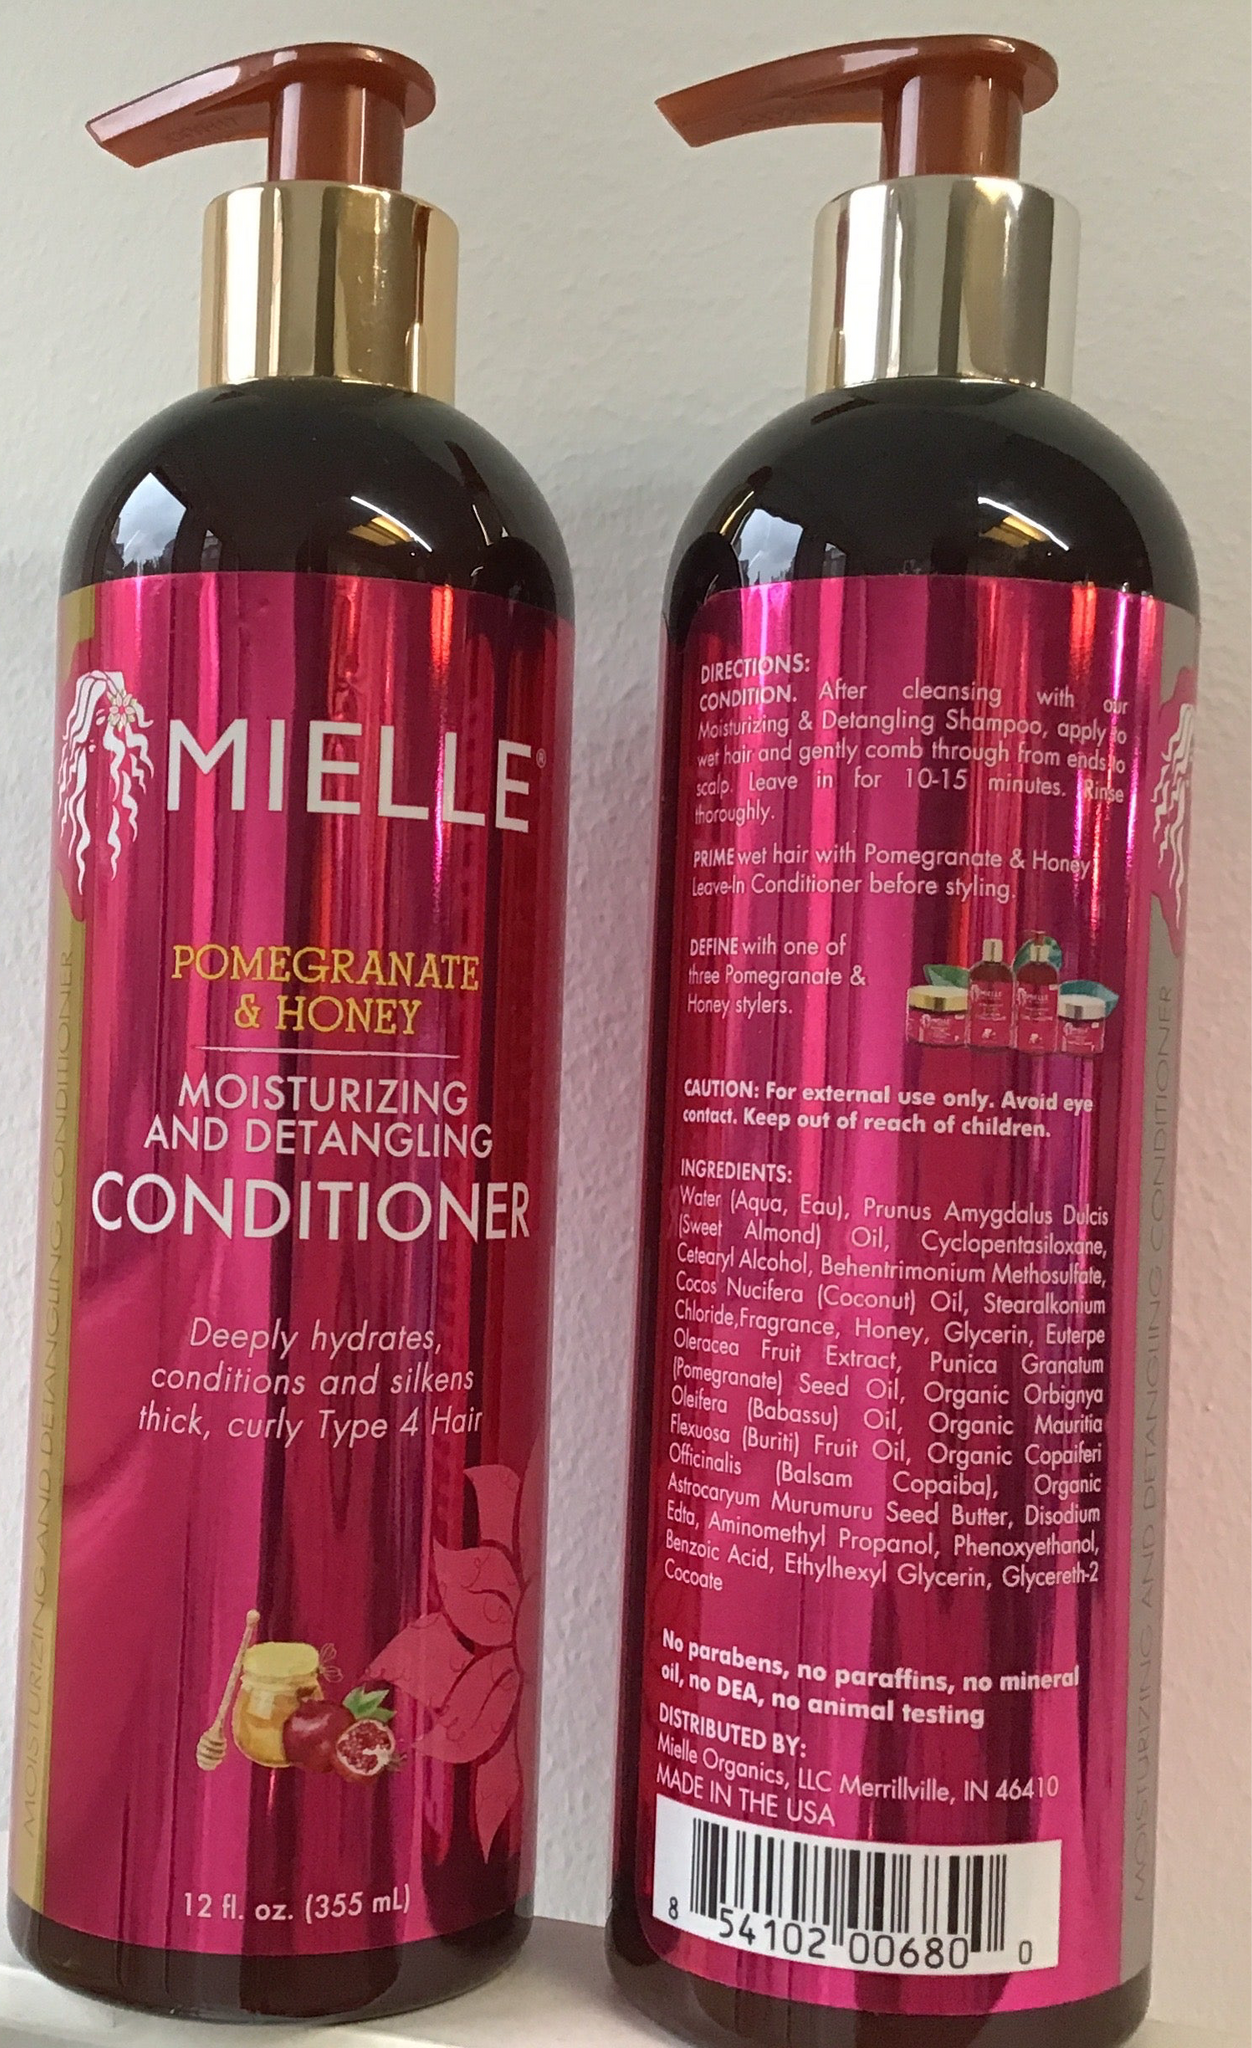 MIELLE®
POMEGRANATE
& HONEY
MOISTURIZING
AND DETANGLING
CONDITIONER
Deeply hydrates,
conditions and silkens
thick, curly Type 4 Hair
12 fl. oz. (355 mL)
MOISTURIZING AND DETANGLING CONDITIONER
DIRECTIONS:
CONDITION. After cleansing with our
Moisturizing & Detangling Shampoo, apply to
wet hair and gently comb through from ends to
scalp. Leave in for 10-15 minutes. Rinse
thoroughly.
PRIME wet hair with Pomegranate & Honey
Leave-In Conditioner before styling.
DEFINE with one of
three Pomegranate &
Honey stylers.
MIELLE
MIELLE
CAUTION: For external use only. Avoid eye
contact. Keep out of reach of children.
INGREDIENTS:
Water (Aqua, Eau), Prunus Amygdalus Dulcis
(Sweet Almond) Oil, Cyclopentasiloxane,
Cetearyl Alcohol, Behentrimonium Methosulfate,
Cocos Nucifera (Coconut) Oil, Stearalkonium
Chloride,Fragrance, Honey, Glycerin, Euterpe
Oleracea Fruit Extract, Punica Granatum
(Pomegranate) Seed Oil, Organic Orbignya
Oleifera (Babassu) Oil, Organic Mauritia
Flexuosa (Buriti) Fruit Oil, Organic Copaiferi
Officinalis (Balsam Copaiba), Organic
Astrocaryum Murumuru Seed Butter, Disodium
Edta, Aminomethyl Propanol, Phenoxyethanol,
Benzoic Acid, Ethylhexyl Glycerin, Glycereth-2
Cocoate
No parabens, no paraffins, no mineral
oil, no DEA, no animal testing
DISTRIBUTED BY:
Mielle Organics, LLC Merrillville, IN 46410
MADE IN THE USA
8 54102 00680 0
MOISTURIZING AND DETANGLING CONDITIONER